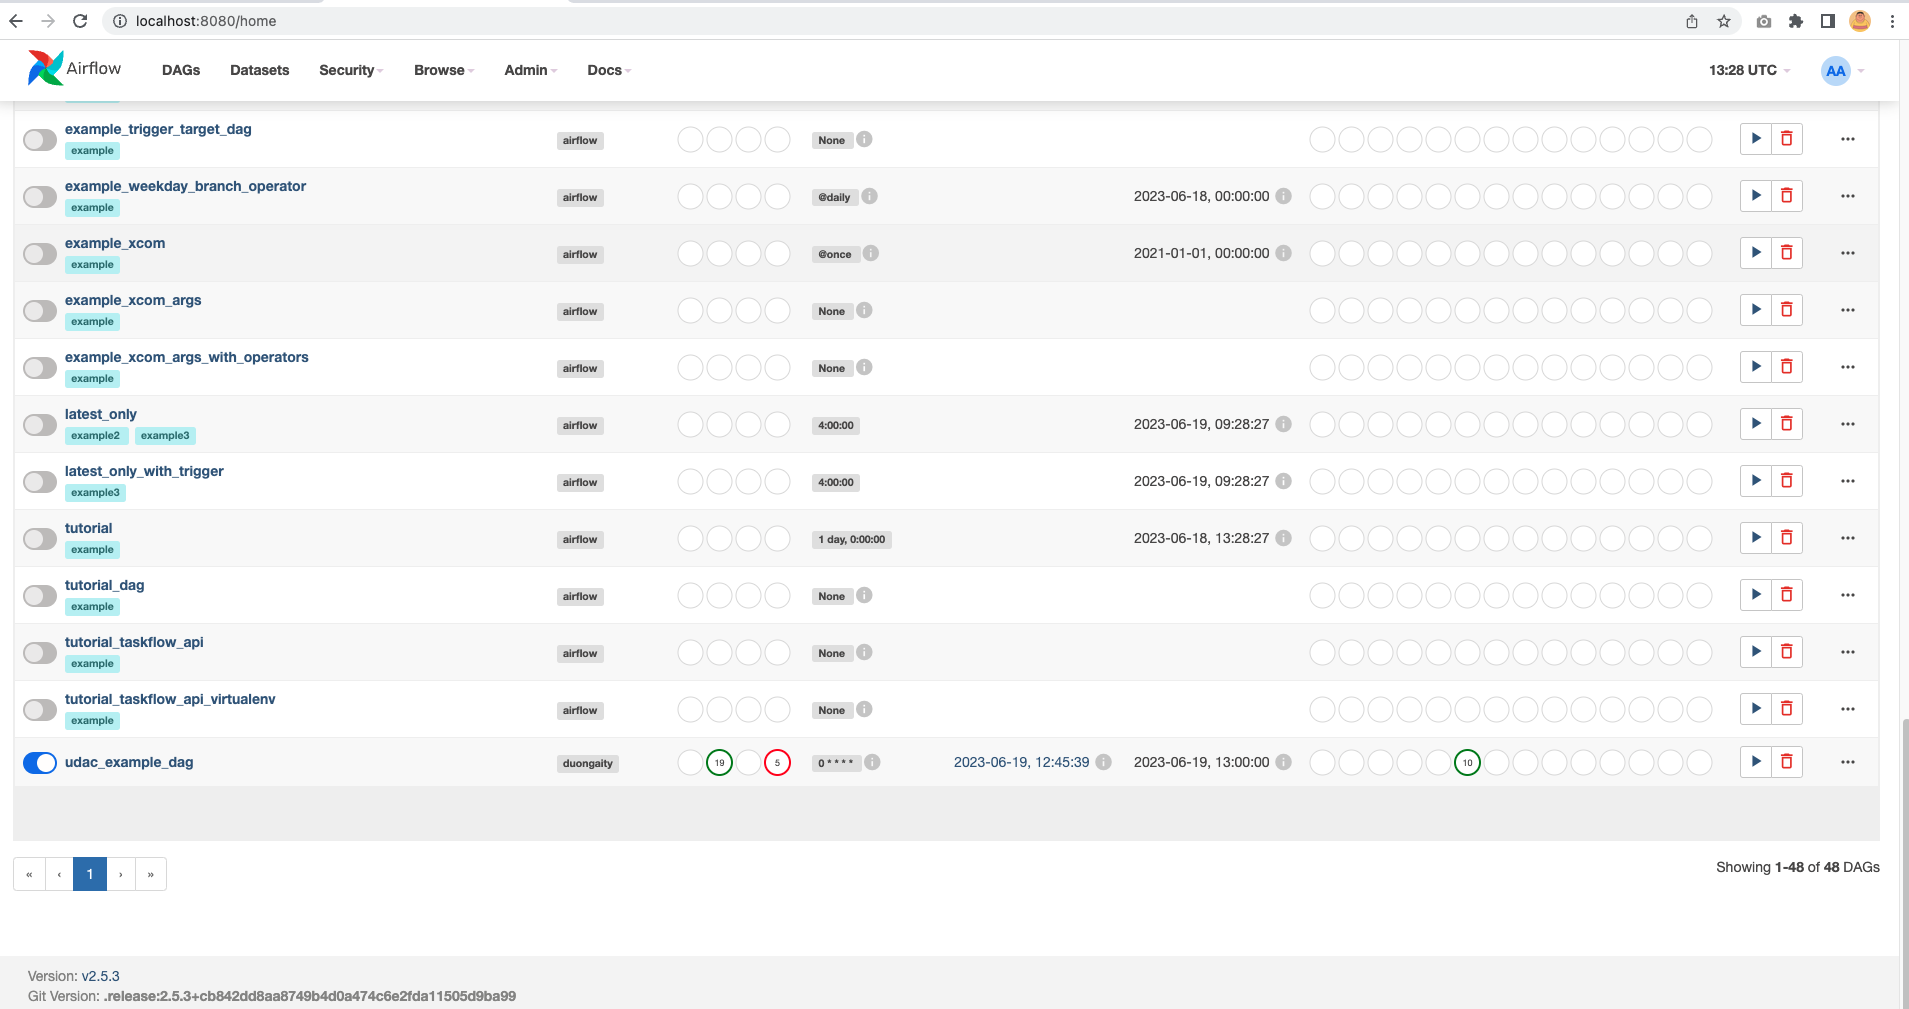 localhost:8080/home
Airflow DAGs Datasets Security Browse Admin Docs 13:28 UTC AA
example_trigger_target_dag
example airflow None i
example_weekday_branch_operator
example airflow @daily i 2023-06-18, 00:00:00 i
example_xcom
example airflow @once i 2021-01-01, 00:00:00 i
example_xcom_args
example airflow None i
example_xcom_args_with_operators
example airflow None i
latest_only
example2 example3 airflow 4:00:00 2023-06-19, 09:28:27 i
latest_only_with_trigger
example3 airflow 4:00:00 2023-06-19, 09:28:27 i
tutorial
example airflow 1 day, 0:00:00 2023-06-18, 13:28:27 i
tutorial_dag
example airflow None i
tutorial_taskflow_api
example airflow None i
tutorial_taskflow_api_virtualenv
example airflow None i
udac_example_dag duongaity 19 5 0 * * * * i 2023-06-19, 12:45:39 i 2023-06-19, 13:00:00 i 10
« ‹ 1 › »
Showing 1-48 of 48 DAGs
Version: v2.5.3
Git Version: .release:2.5.3+cb842dd8aa8749b4d0a474c6e2fda11505d9ba99